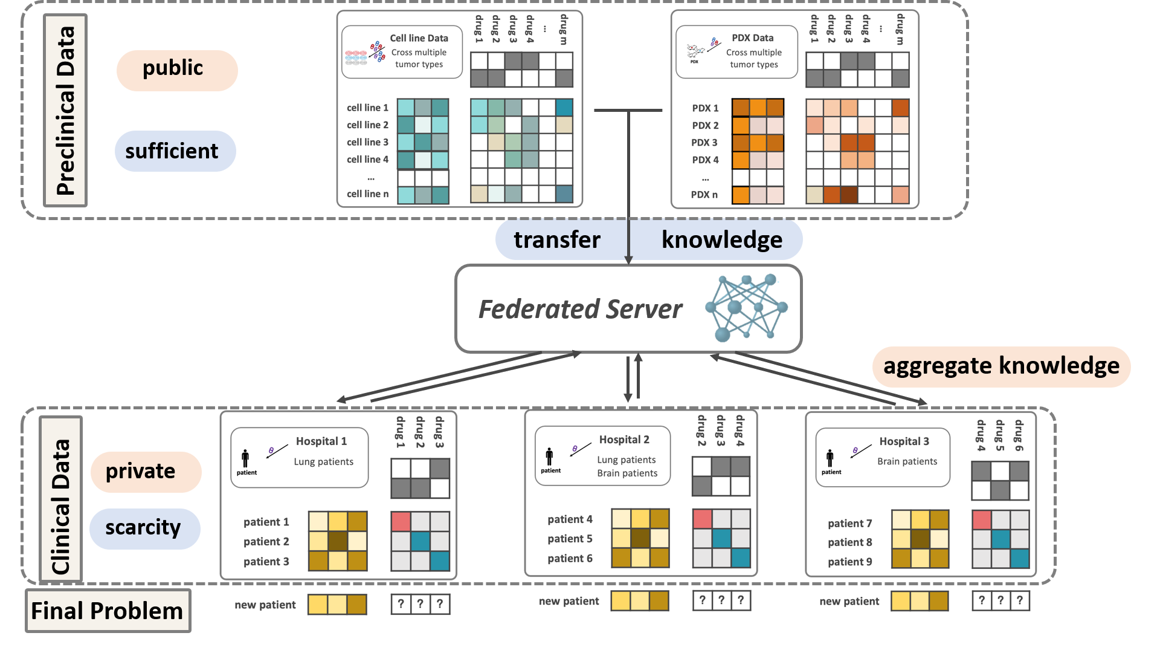 Preclinical Data
public
sufficient
Cell line Data
Cross multiple
tumor types
drug 1
drug 2
drug 3
drug 4
...
drug m
cell line 1
cell line 2
cell line 3
cell line 4
...
cell line n
PDX
PDX Data
Cross multiple
tumor types
drug 1
drug 2
drug 3
drug 4
...
drug m
PDX 1
PDX 2
PDX 3
PDX 4
...
PDX n
transfer knowledge
Federated Server
aggregate knowledge
Clinical Data
private
scarcity
patient
Hospital 1
Lung patients
drug 1
drug 2
drug 3
patient 1
patient 2
patient 3
patient
Hospital 2
Lung patients
Brain patients
drug 2
drug 3
drug 4
patient 4
patient 5
patient 6
patient
Hospital 3
Brain patients
drug 4
drug 5
drug 6
patient 7
patient 8
patient 9
Final Problem
new patient ? ? ?
new patient ? ? ?
new patient ? ? ?